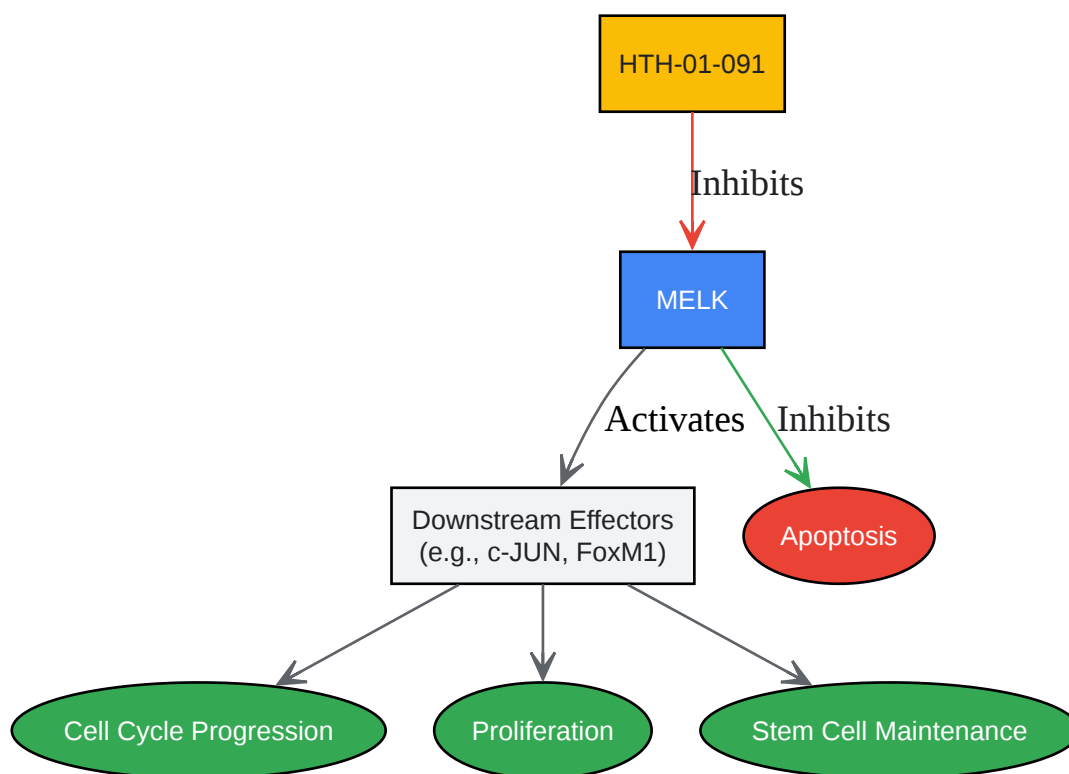 HTH-01-091
Inhibits
MELK
Activates
Inhibits
Downstream Effectors
(e.g., c-JUN, FoxM1)
Apoptosis
Cell Cycle Progression
Proliferation
Stem Cell Maintenance